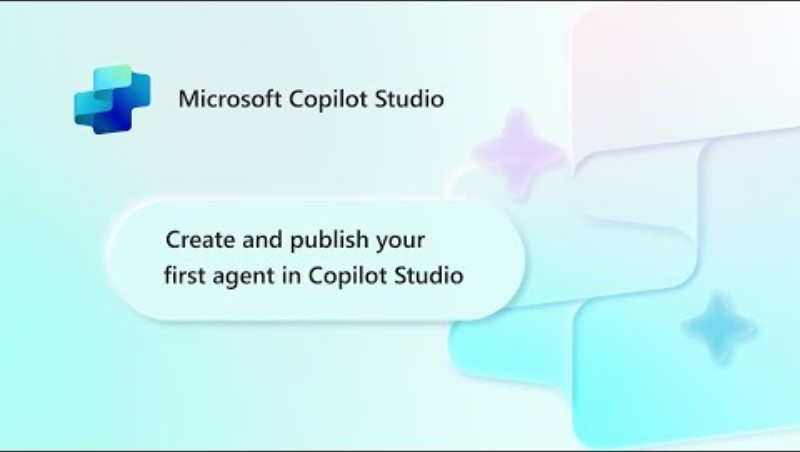 Microsoft Copilot Studio
Create and publish your
first agent in Copilot Studio